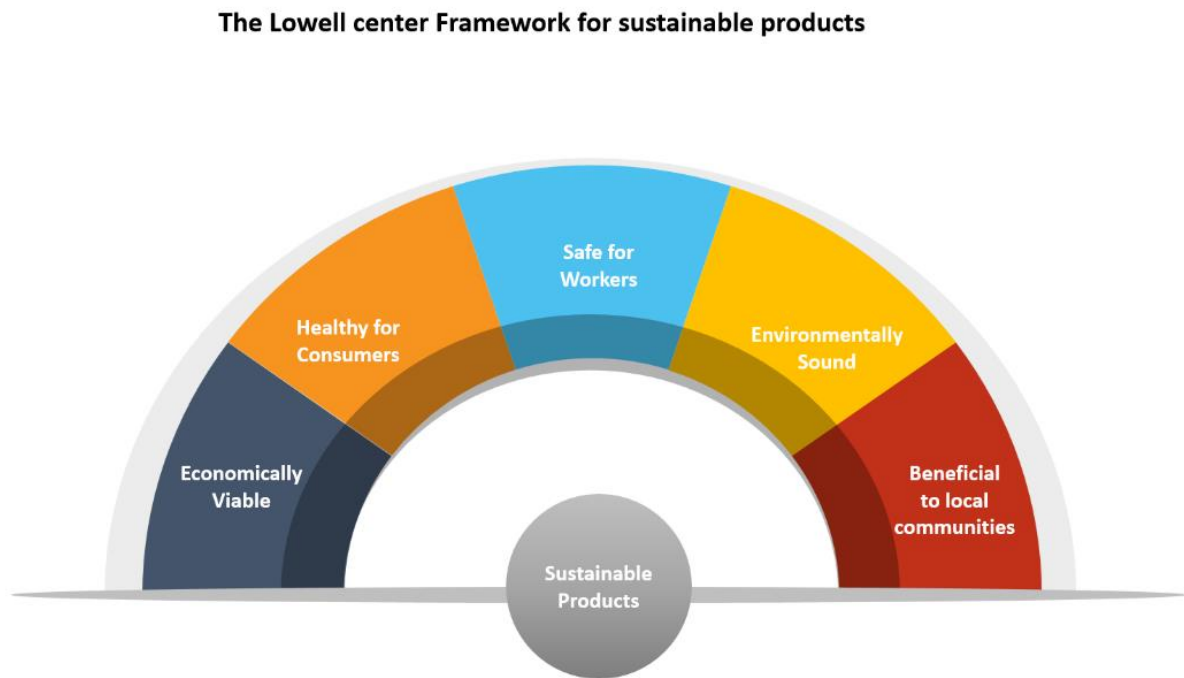 The Lowell center Framework for sustainable products
Economically
Viable
Healthy for
Consumers
Safe for
Workers
Environmentally
Sound
Beneficial
to local
communities
Sustainable
Products